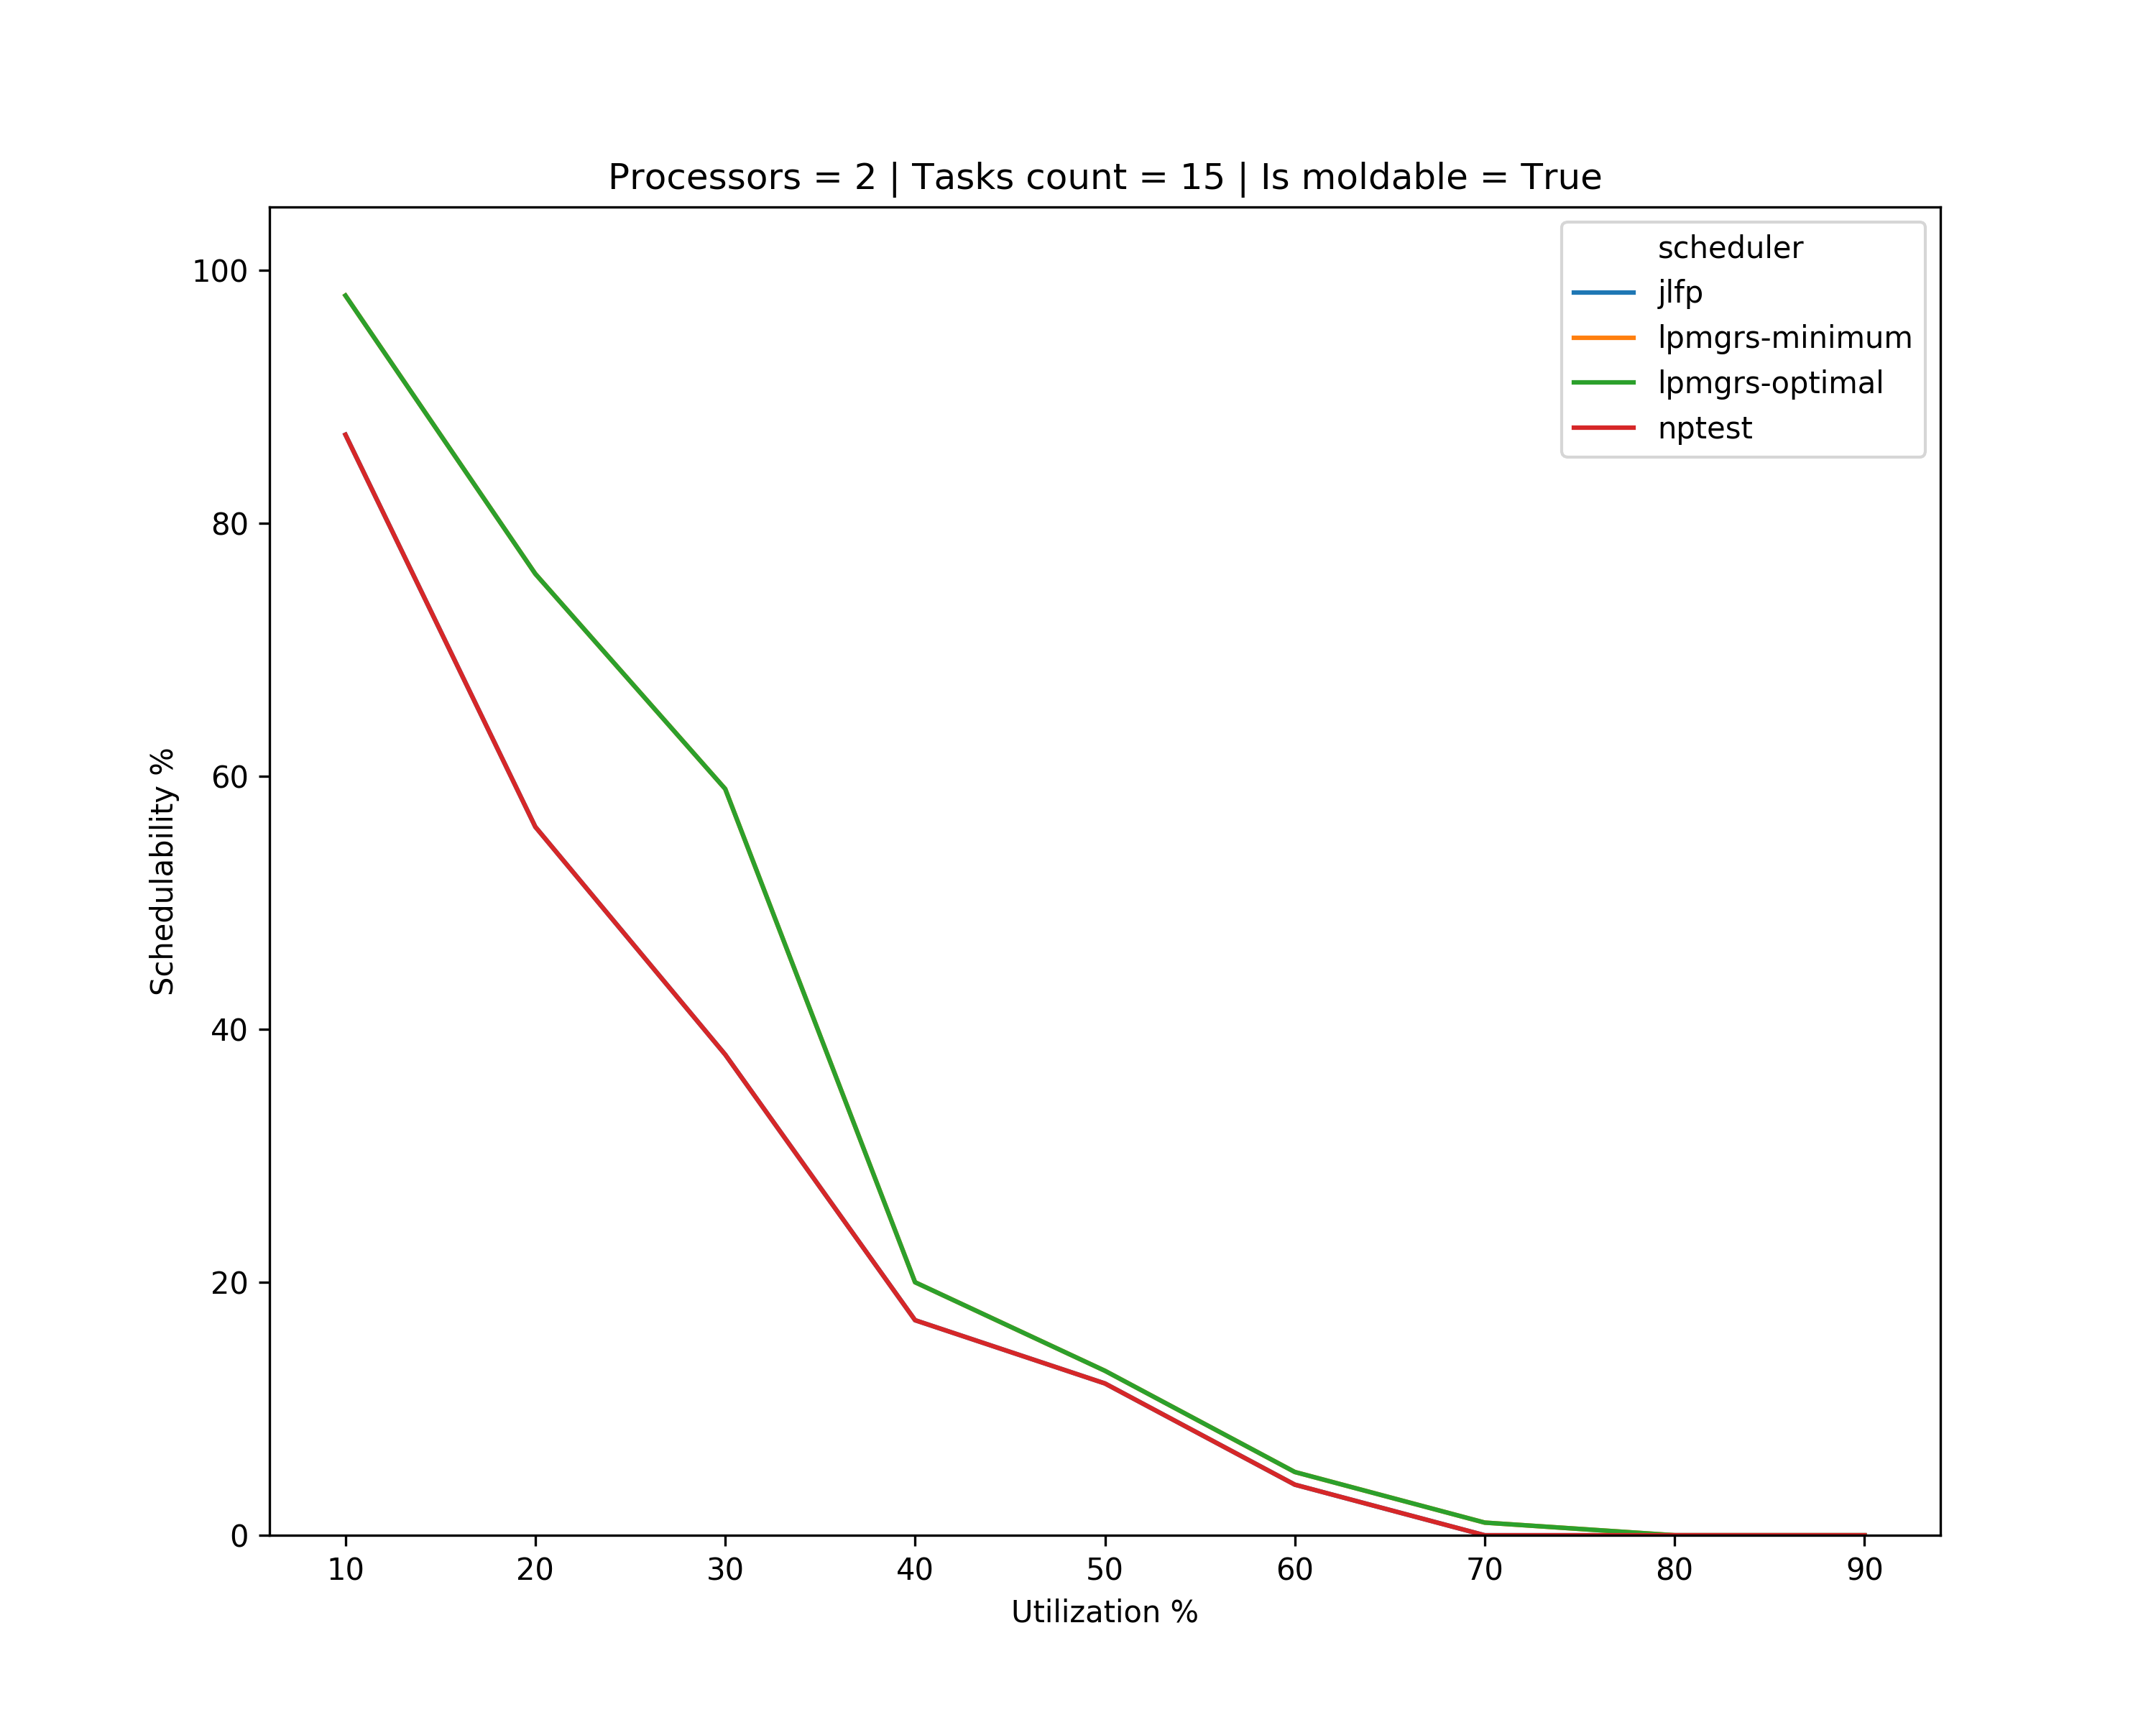 Processors = 2 | Tasks count = 15 | Is moldable = True
scheduler
jlfp
lpmgrs-minimum
lpmgrs-optimal
nptest
100
80
60
40
20
0
Schedulability %
10 20 30 40 50 60 70 80 90
Utilization %